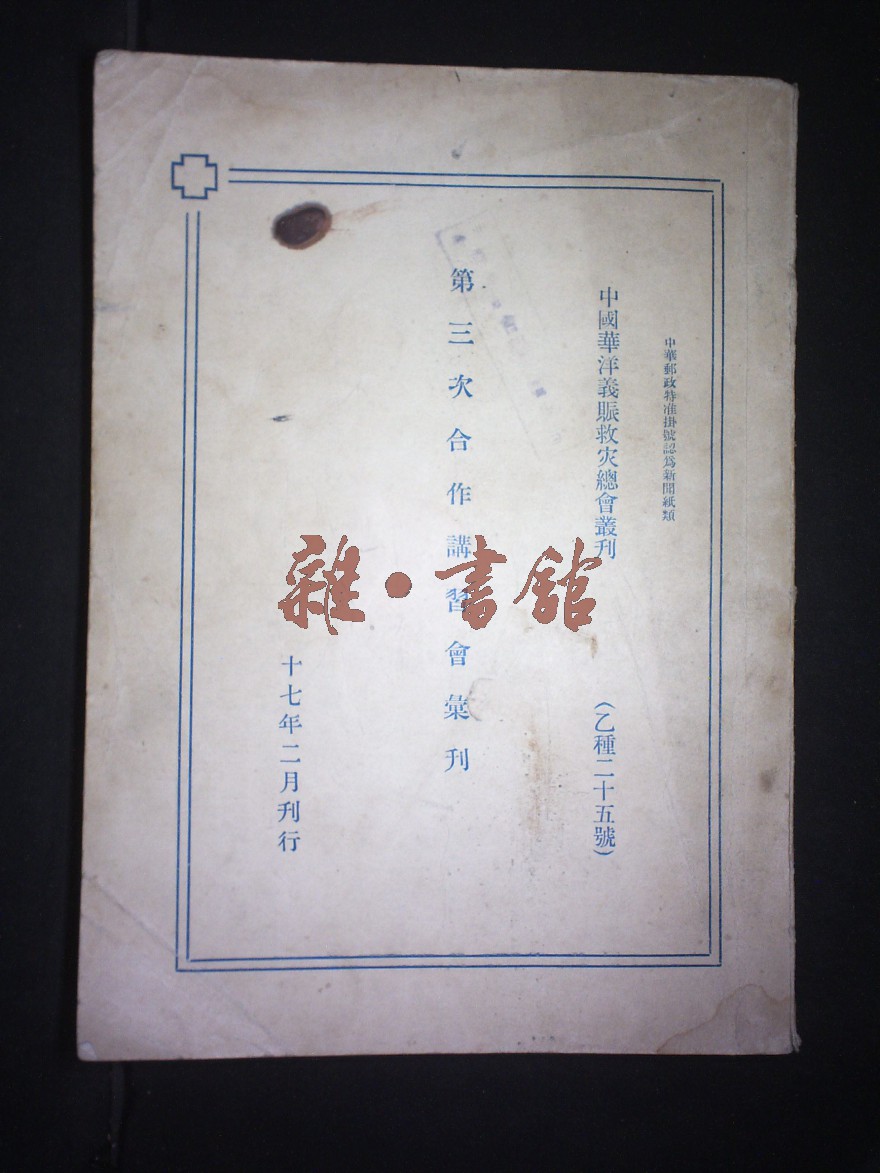 中華郵政特准掛號認爲新聞紙類
中國華洋義賑救灾總會叢刊
（乙種二十五號）
第三次合作講習會彙刊
十七年二月刊行
雜·書館